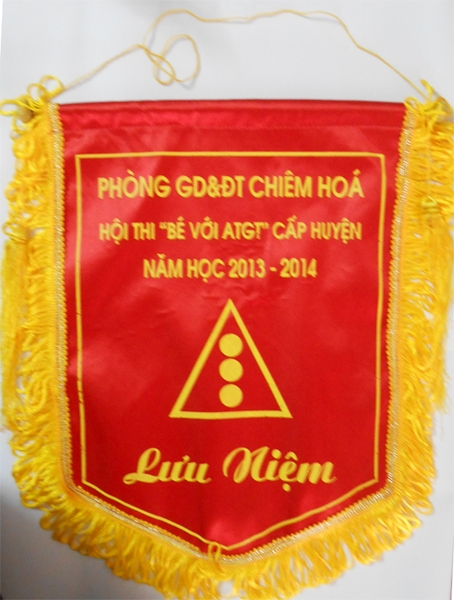 PHÒNG GD&ĐT CHIÊM HOÁ
HỘI THI "BÉ VỚI ATGT" CẤP HUYỆN
NĂM HỌC 2013 - 2014
Lưu Niệm